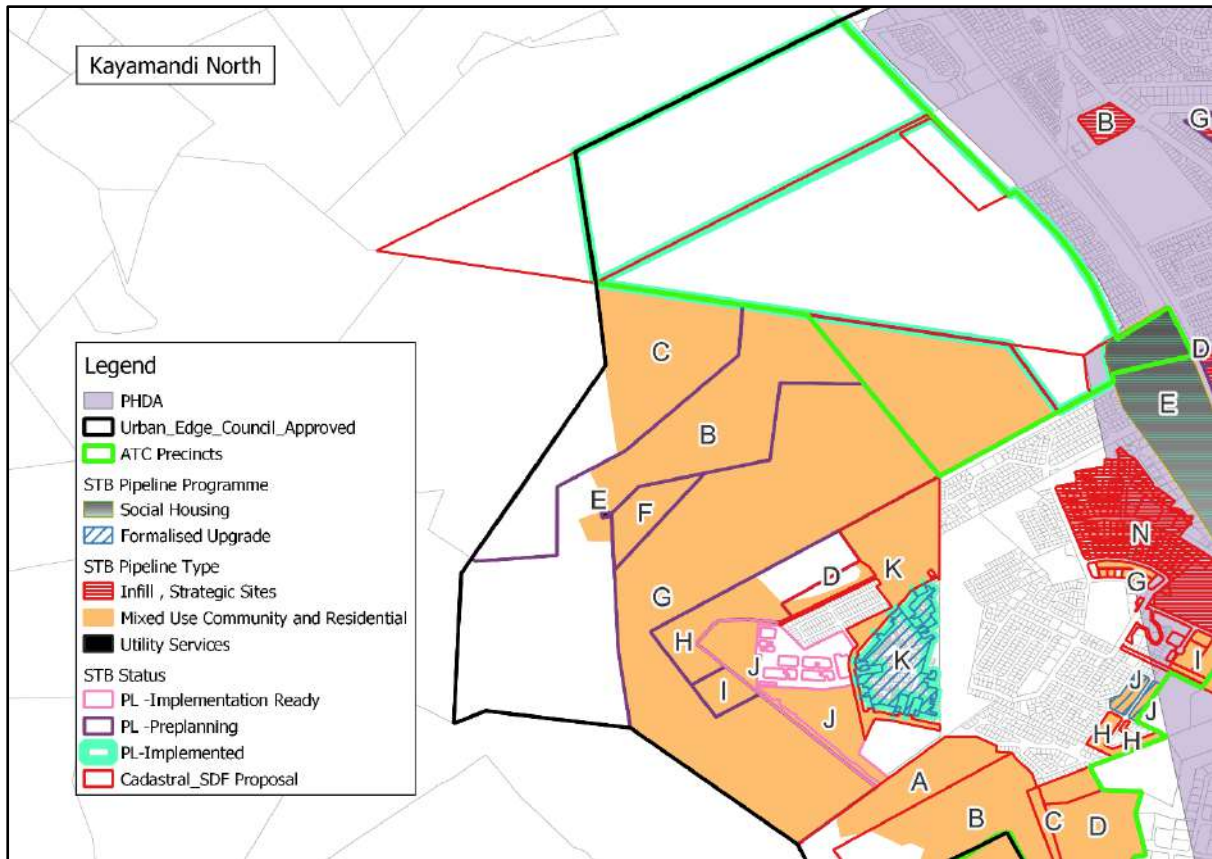 Kayamandi North
B
G
D
E
C
B
E
F
N
G
D
K
G
H
J
K
I
I
J
J
J
H
H
A
B
C
D
Legend
PHDA
Urban_Edge_Council_Approved
ATC Precincts
STB Pipeline Programme
Social Housing
Formalised Upgrade
STB Pipeline Type
Infill , Strategic Sites
Mixed Use Community and Residential
Utility Services
STB Status
PL -Implementation Ready
PL -Preplanning
PL-Implemented
Cadastral_SDF Proposal